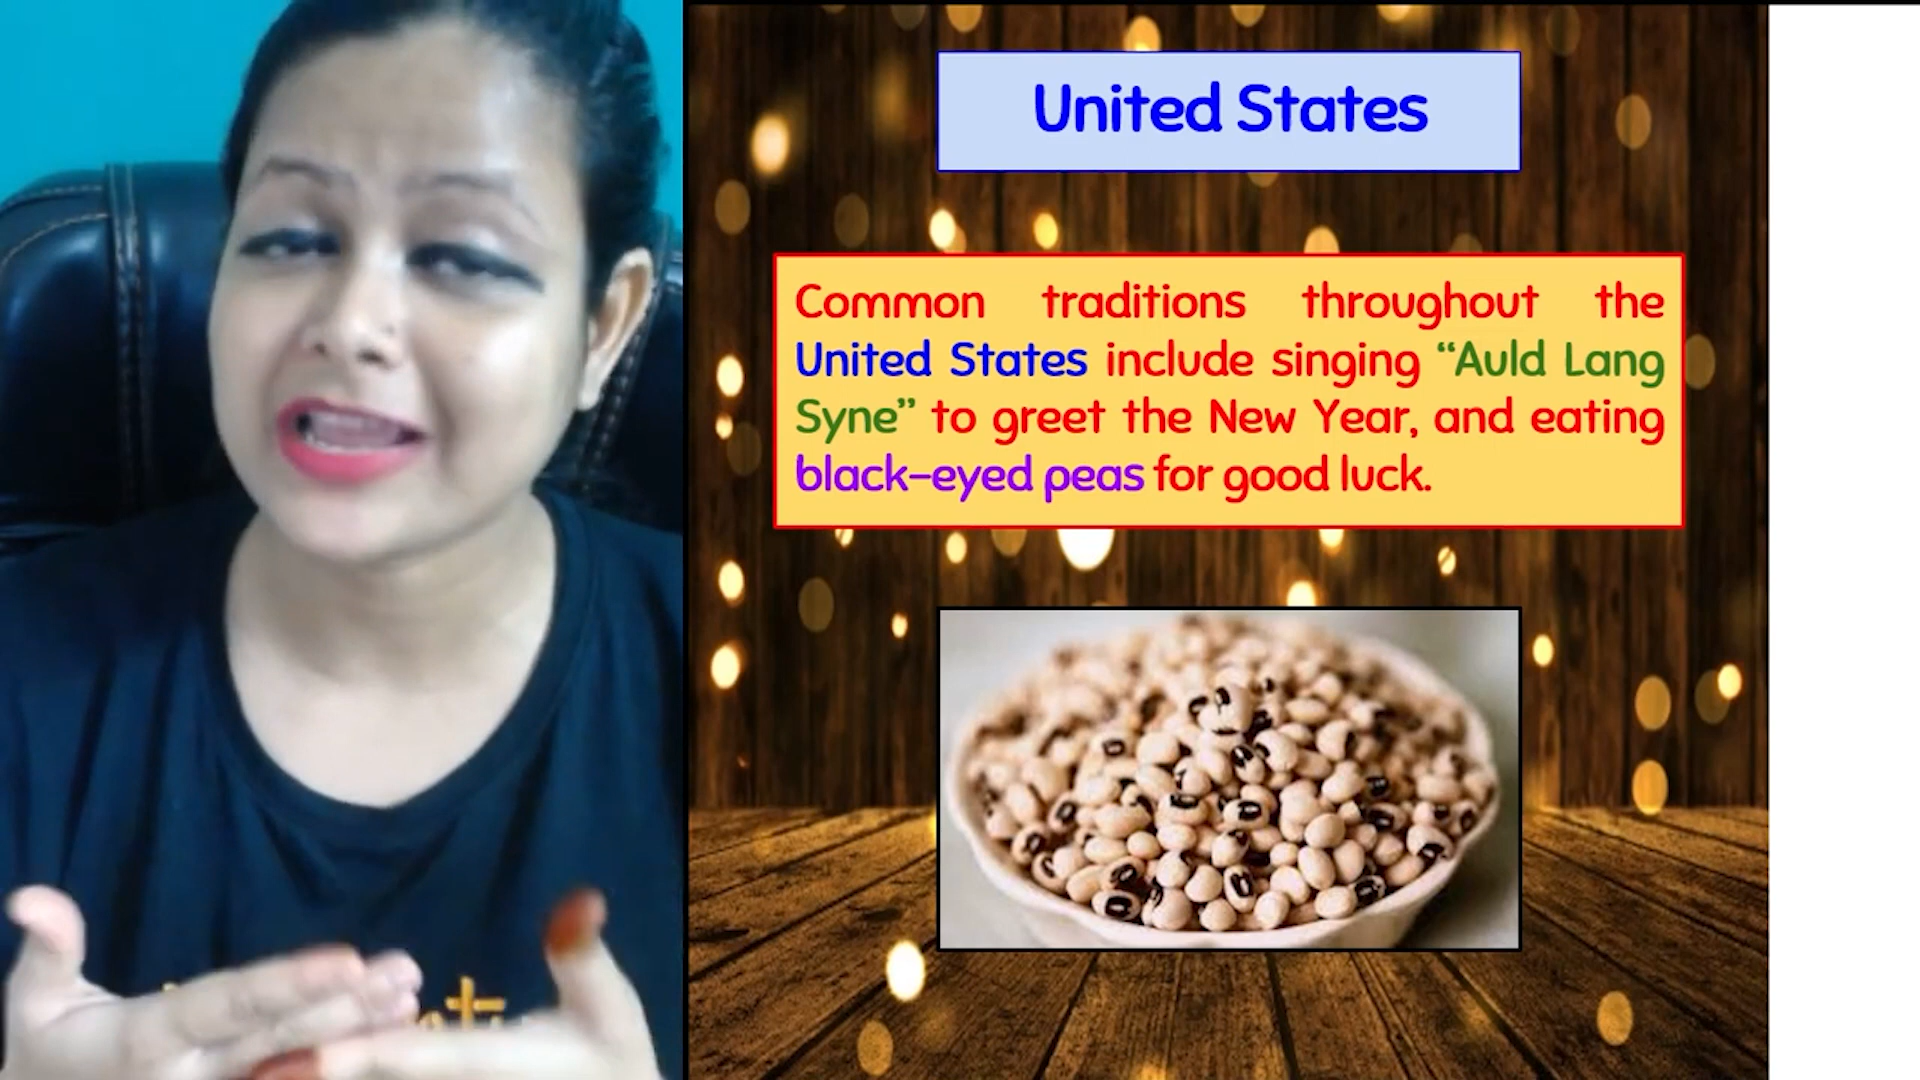 United States
Common traditions throughout the
United States include singing “Auld Lang
Syne” to greet the New Year, and eating
black-eyed peas for good luck.